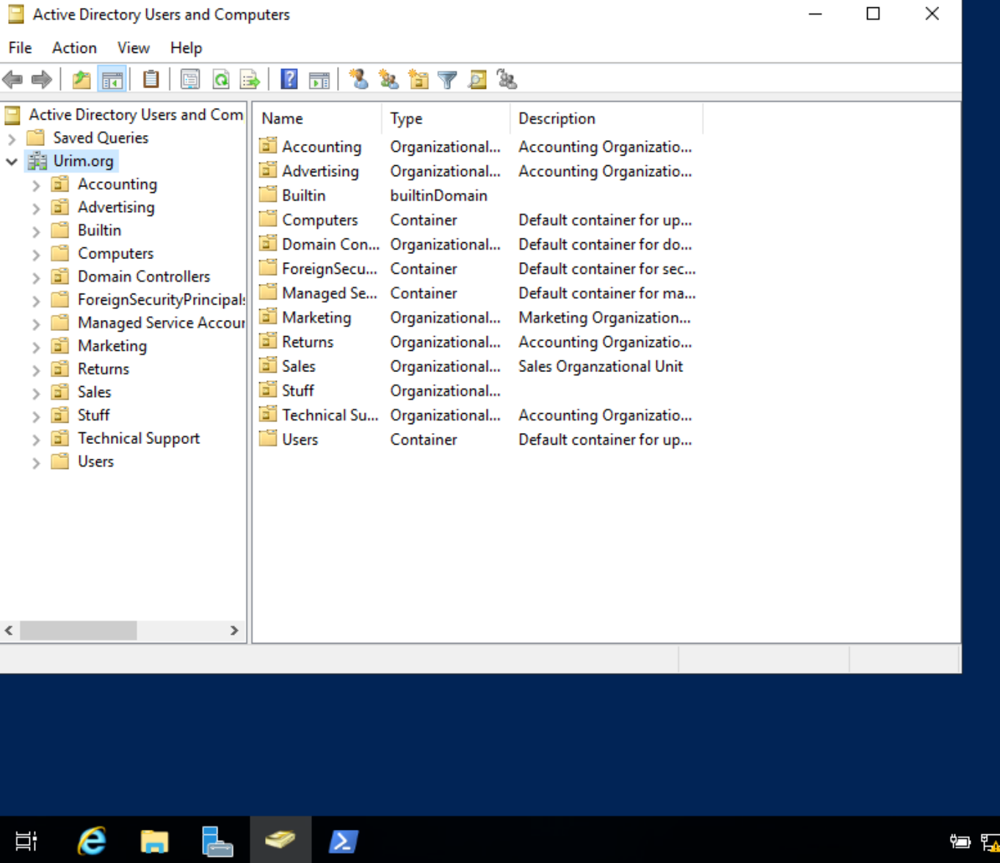 Active Directory Users and Computers
File Action View Help
Active Directory Users and Com
Saved Queries
Urim.org
Accounting
Advertising
Builtin
Computers
Domain Controllers
ForeignSecurityPrincipals
Managed Service Accour
Marketing
Returns
Sales
Stuff
Technical Support
Users
Name Type Description
Accounting Organizational... Accounting Organizatio...
Advertising Organizational... Accounting Organizatio...
Builtin builtinDomain
Computers Container Default container for up...
Domain Con... Organizational... Default container for do...
ForeignSecu... Container Default container for sec...
Managed Se... Container Default container for ma...
Marketing Organizational... Marketing Organization...
Returns Organizational... Accounting Organizatio...
Sales Organizational... Sales Organzational Unit
Stuff Organizational...
Technical Su... Organizational... Accounting Organizatio...
Users Container Default container for up...